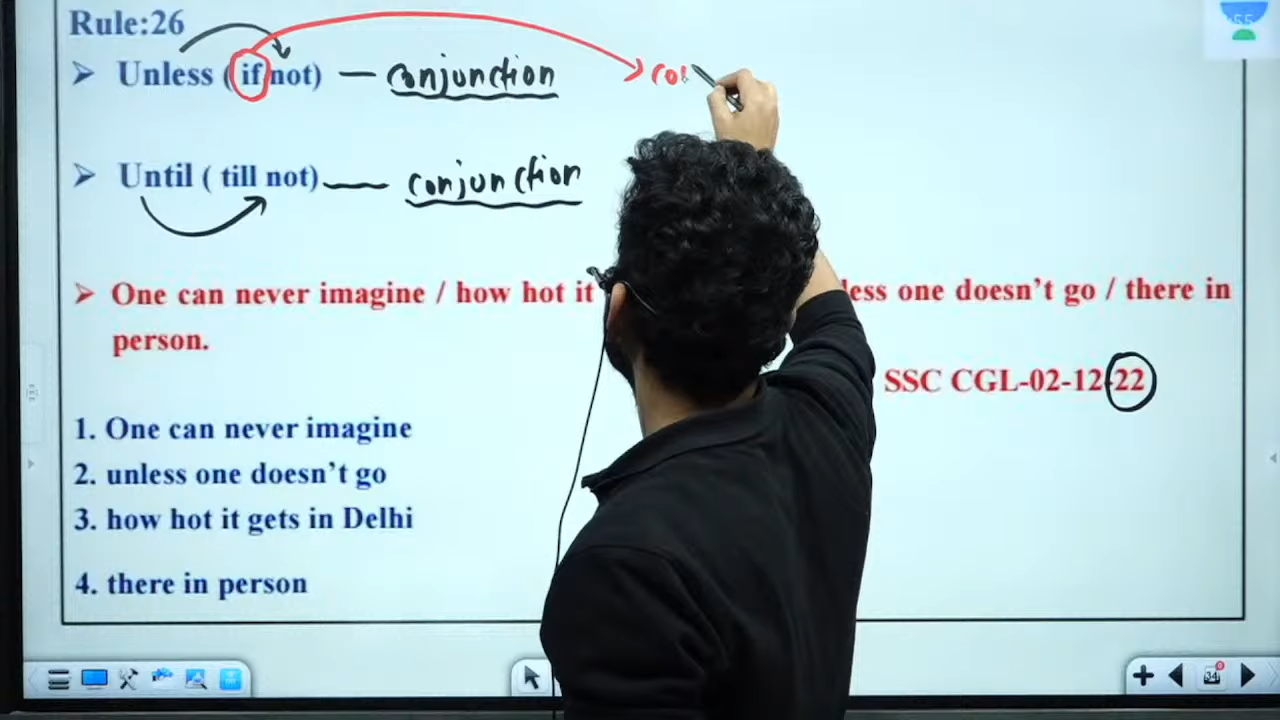 Rule:26
Unless ( if not) — conjunction → co
Until ( till not) — conjunction
One can never imagine / how hot it less one doesn't go / there in
person.
SSC CGL-02-12-22
1. One can never imagine
2. unless one doesn't go
3. how hot it gets in Delhi
4. there in person
34